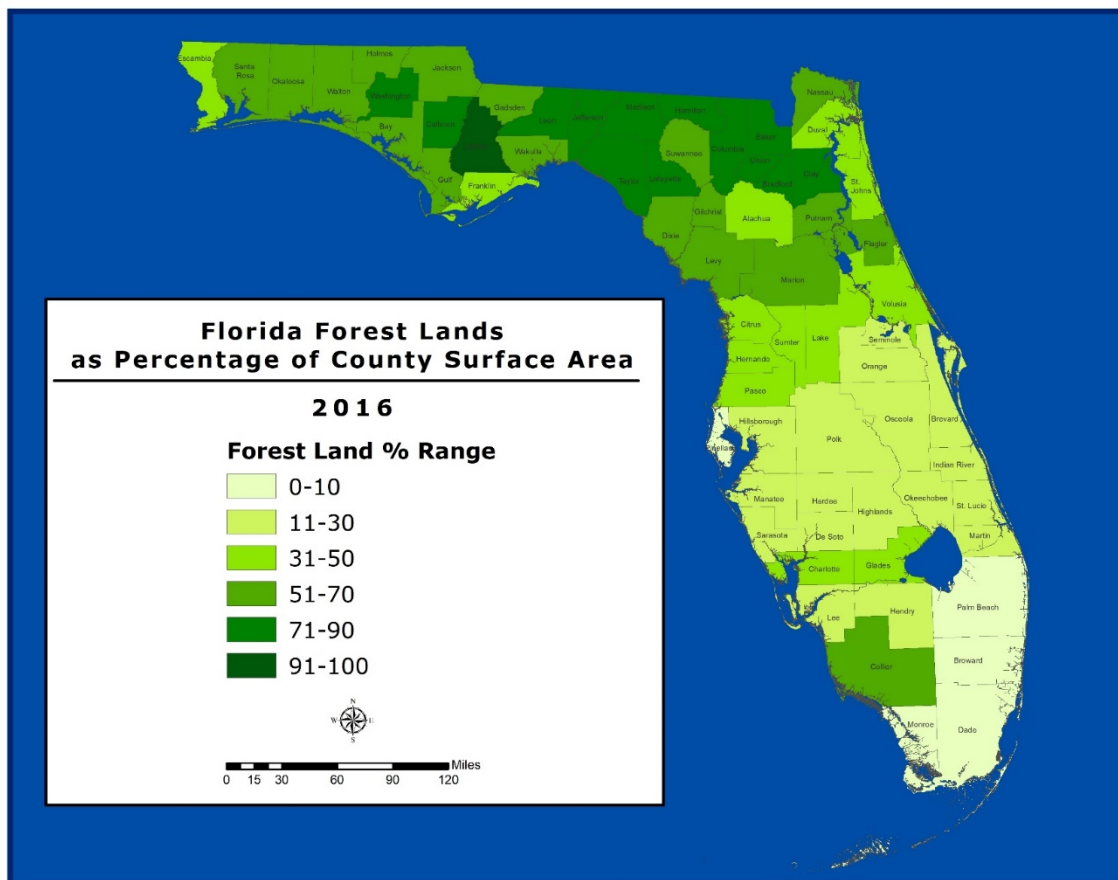 Escambia
Santa
Rosa
Okaloosa
Walton
Holmes
Washington
Jackson
Bay
Calhoun
Gulf
Gadsden
Franklin
Wakulla
Leon
Jefferson
Madison
Taylor
Hamilton
Suwannee
Lafayette
Columbia
Baker
Union
Bradford
Nassau
Duval
Clay
St.
Johns
Dixie
Gilchrist
Alachua
Putnam
Flagler
Levy
Marion
Volusia
Citrus
Sumter
Lake
Seminole
Hernando
Orange
Pasco
Hillsborough
Polk
Osceola
Brevard
Indian River
Manatee
Hardee
Highlands
Okeechobee
St. Lucie
Sarasota
De Soto
Martin
Charlotte
Glades
Lee
Hendry
Palm Beach
Collier
Broward
Monroe
Dade
Florida Forest Lands
as Percentage of County Surface Area
2016
Forest Land % Range
0-10
11-30
31-50
51-70
71-90
91-100
N
W E
S
Miles
0 15 30 60 90 120